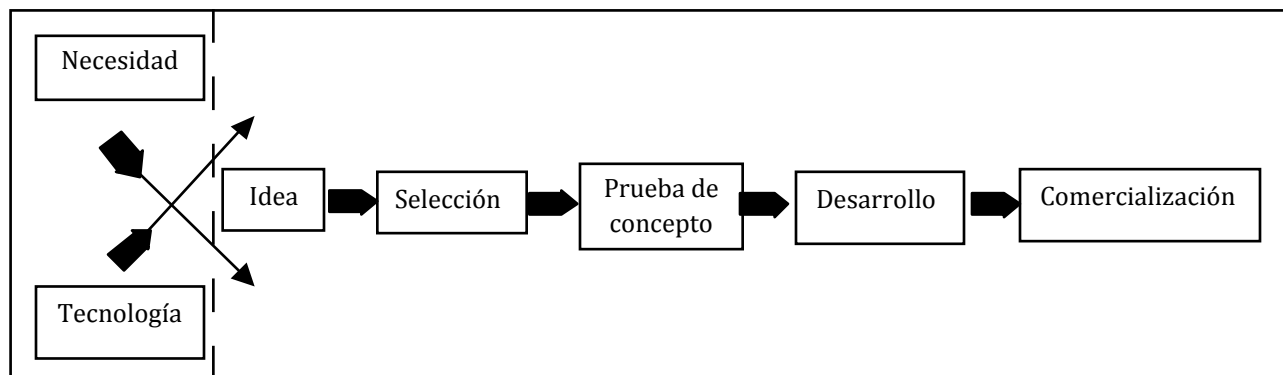 Necesidad
Tecnología
Idea
Selección
Prueba de
concepto
Desarrollo
Comercialización